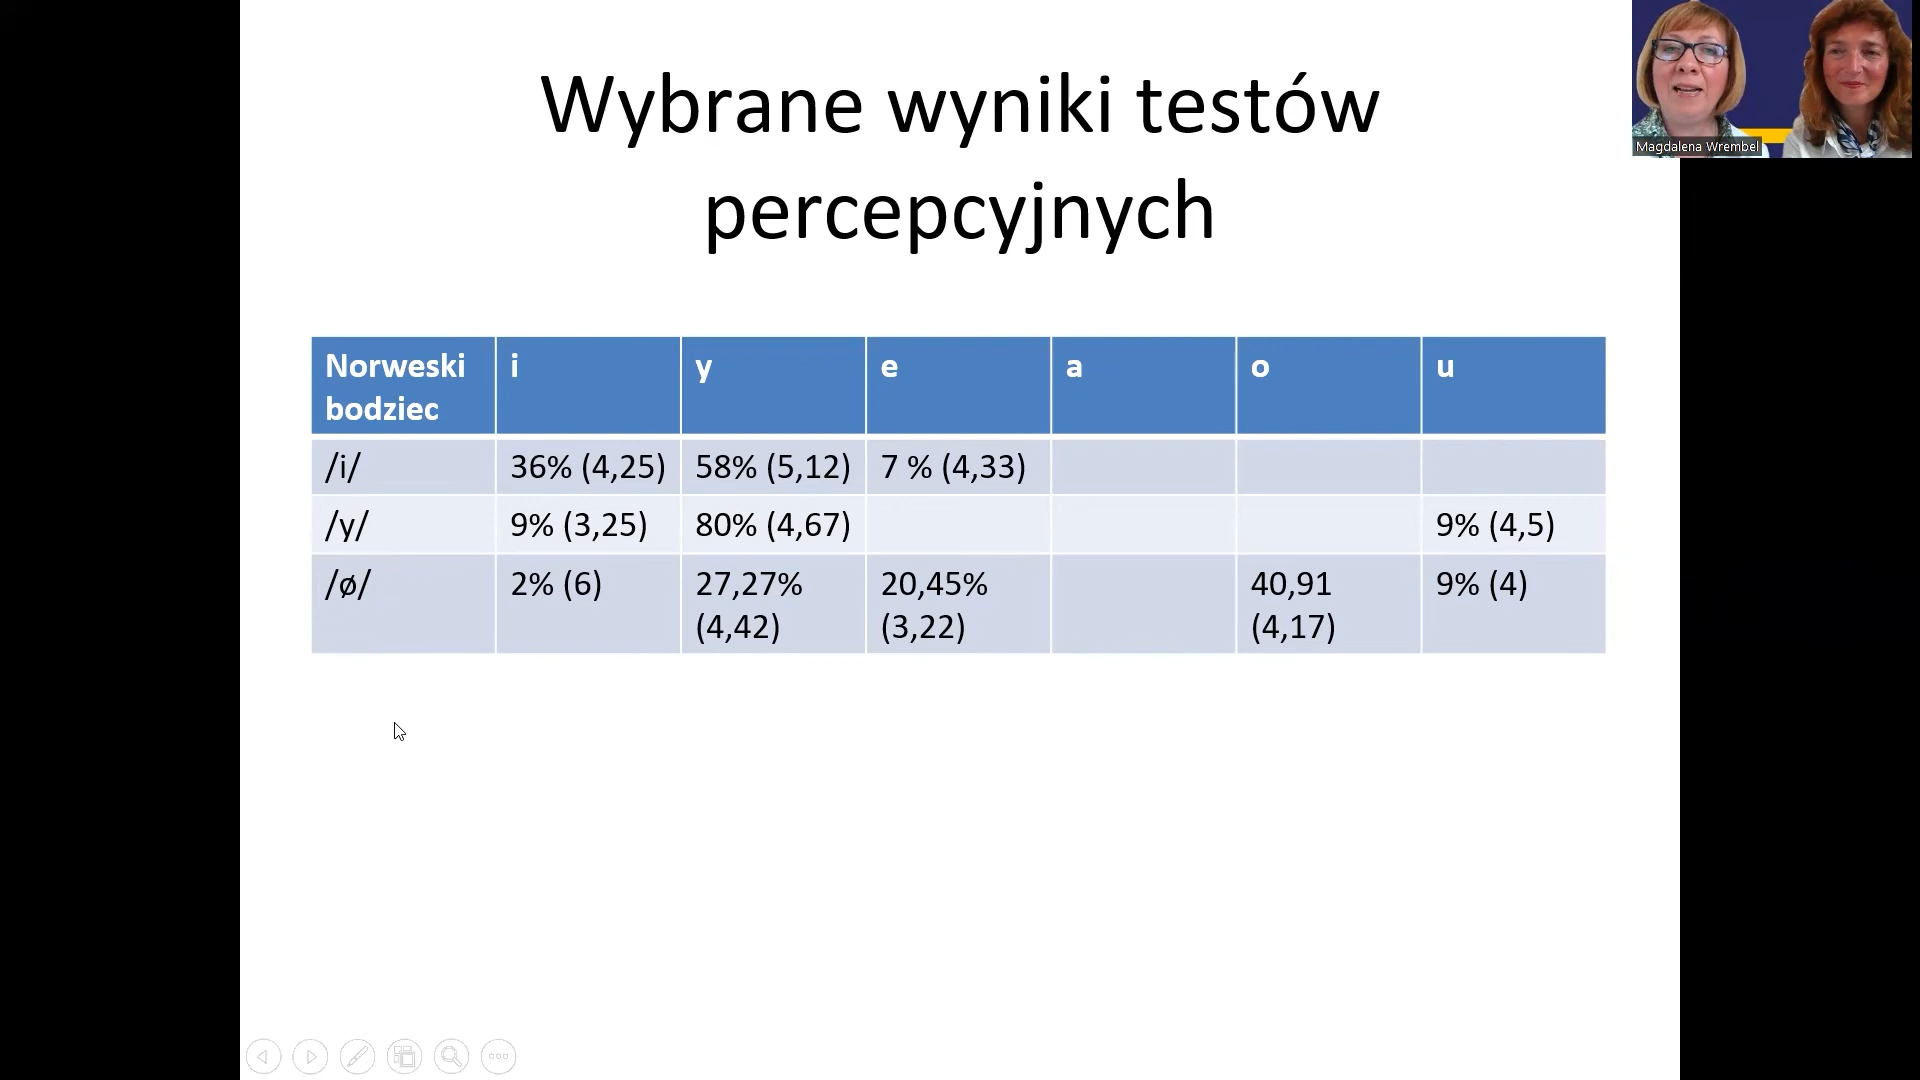 Wybrane wyniki testów
percepcyjnych
Magdalena Wrembel
Norweski bodziec i y e a o u
/i/ 36% (4,25) 58% (5,12) 7 % (4,33)
/y/ 9% (3,25) 80% (4,67) 9% (4,5)
/ø/ 2% (6) 27,27% (4,42) 20,45% (3,22) 40,91 (4,17) 9% (4)